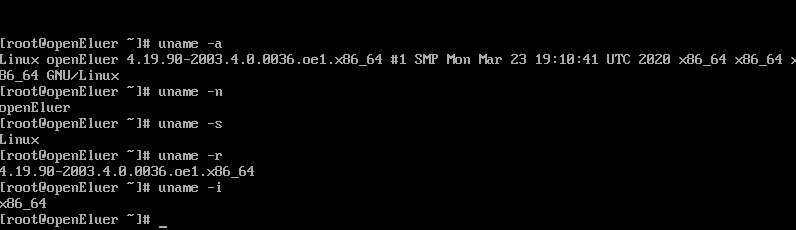 [root@openEluer ~]# uname -a
Linux openEluer 4.19.90-2003.4.0.0036.oe1.x86_64 #1 SMP Mon Mar 23 19:10:41 UTC 2020 x86_64 x86_64 x
86_64 GNU/Linux
[root@openEluer ~]# uname -n
openEluer
[root@openEluer ~]# uname -s
Linux
[root@openEluer ~]# uname -r
4.19.90-2003.4.0.0036.oe1.x86_64
[root@openEluer ~]# uname -i
x86_64
[root@openEluer ~]# _